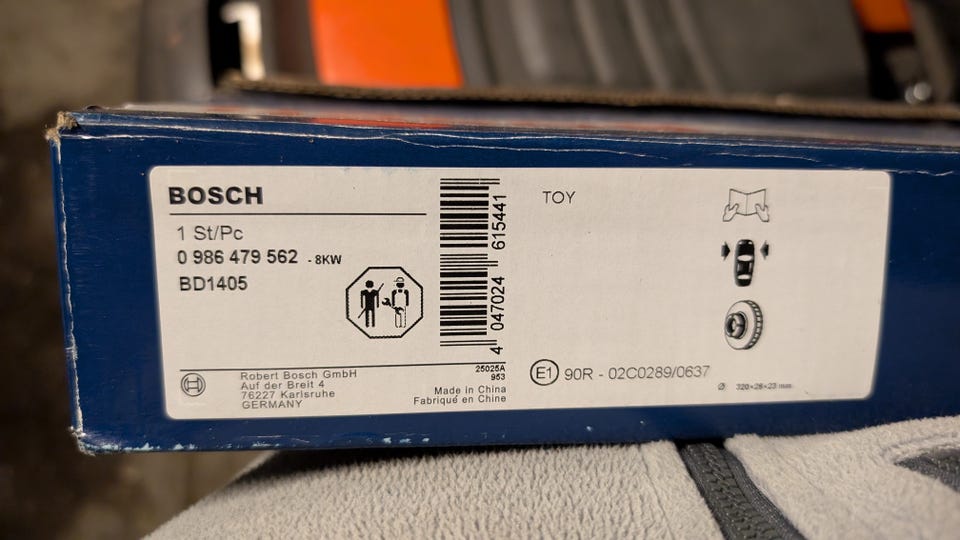 BOSCH
1 St/Pc
0 986 479 562 - 8KW
BD1405
4 047024 615441
TOY
Robert Bosch GmbH
Auf der Breit 4
76227 Karlsruhe
GERMANY
25025A
953
Made in China
Fabriqué en Chine
E1 90R - 02C0289/0637
Ø 320×28×23 mm